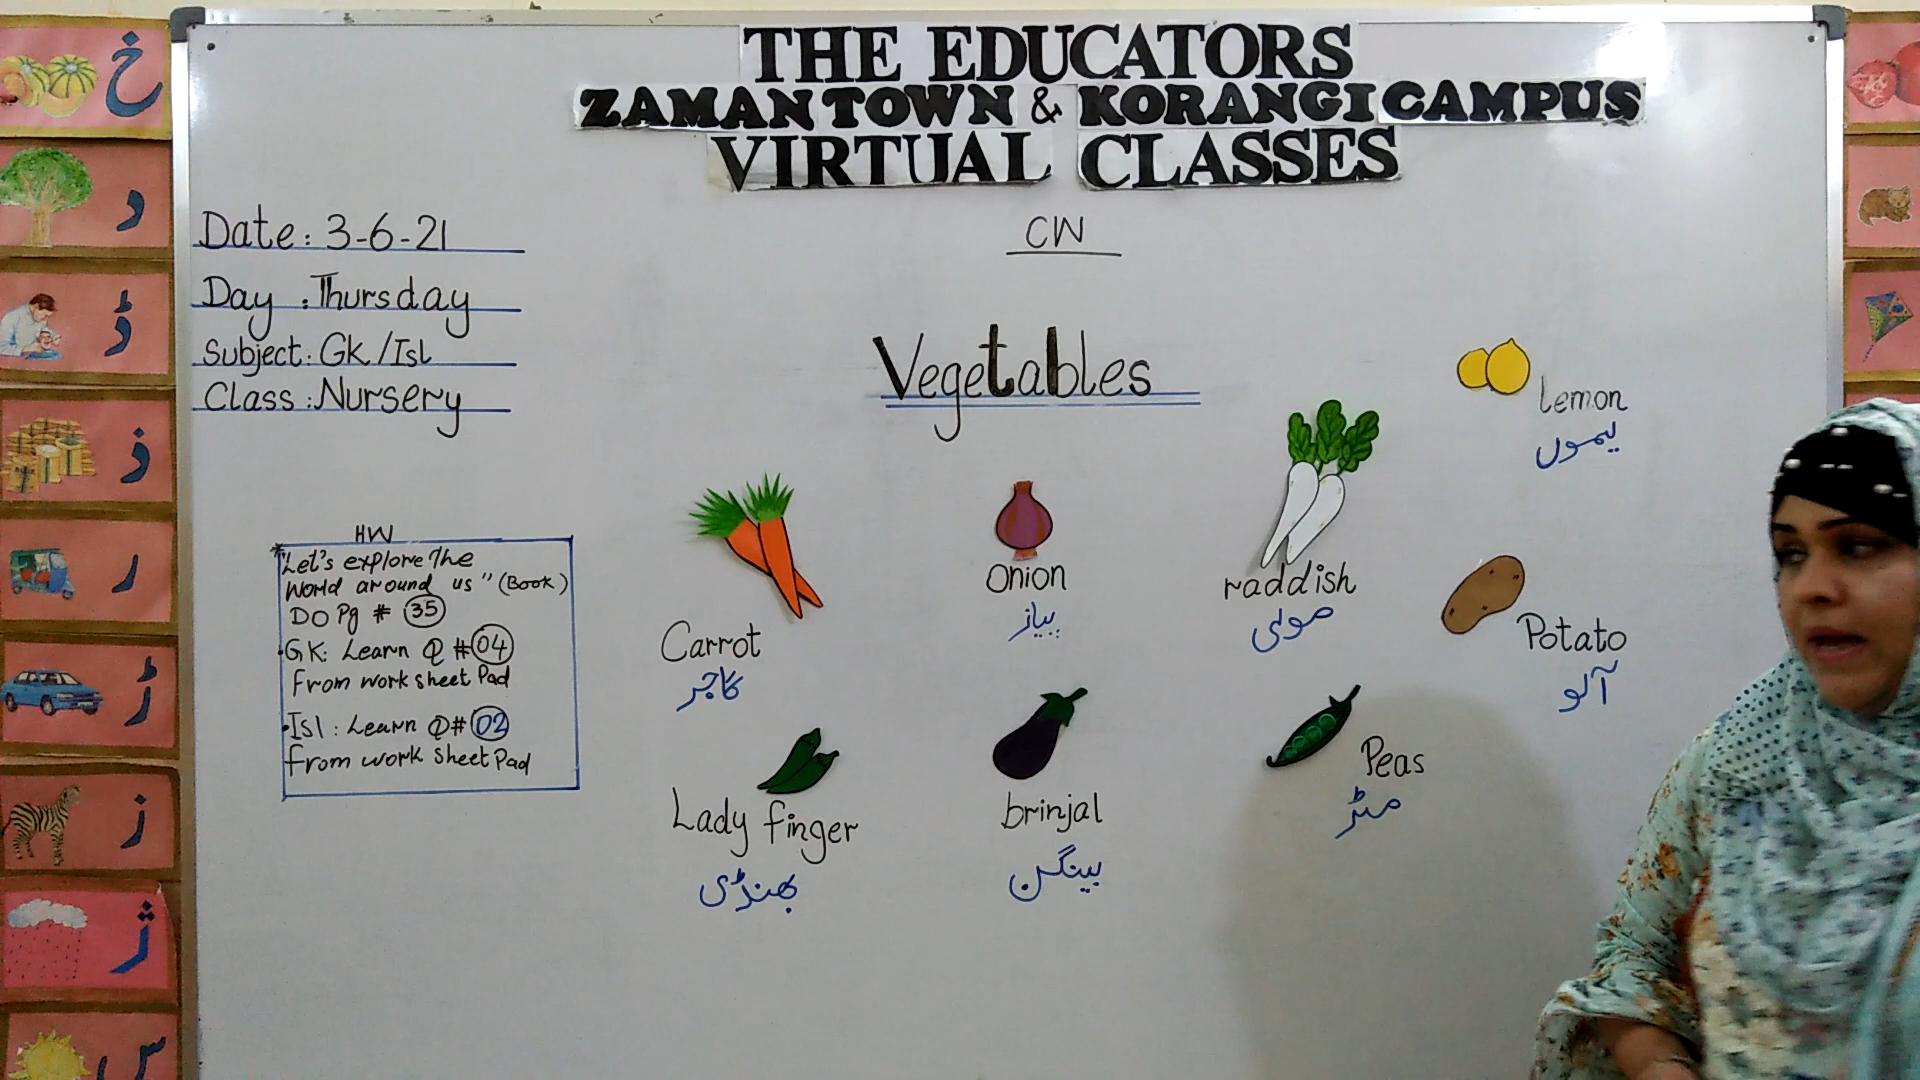 THE EDUCATORS
ZAMAN TOWN & KORANGI CAMPUS
VIRTUAL CLASSES
Date: 3-6-21
Day : Thursday
Subject: Gk/Isl
Class : Nursery
CW
Vegetables
lemon
لیموں
Carrot
گاجر
Onion
پیاز
raddish
مولی
Potato
آلو
Lady finger
بھنڈی
brinjal
بینگن
Peas
مٹر
HW
*"Let's explore The
World around us" (Book)
DO Pg # 35
•GK: Learn Q #04
from work sheet Pad
•Isl : Learn Q# 02
from work sheet Pad
خ
د
ڈ
ذ
ر
ڑ
ز
ژ
س